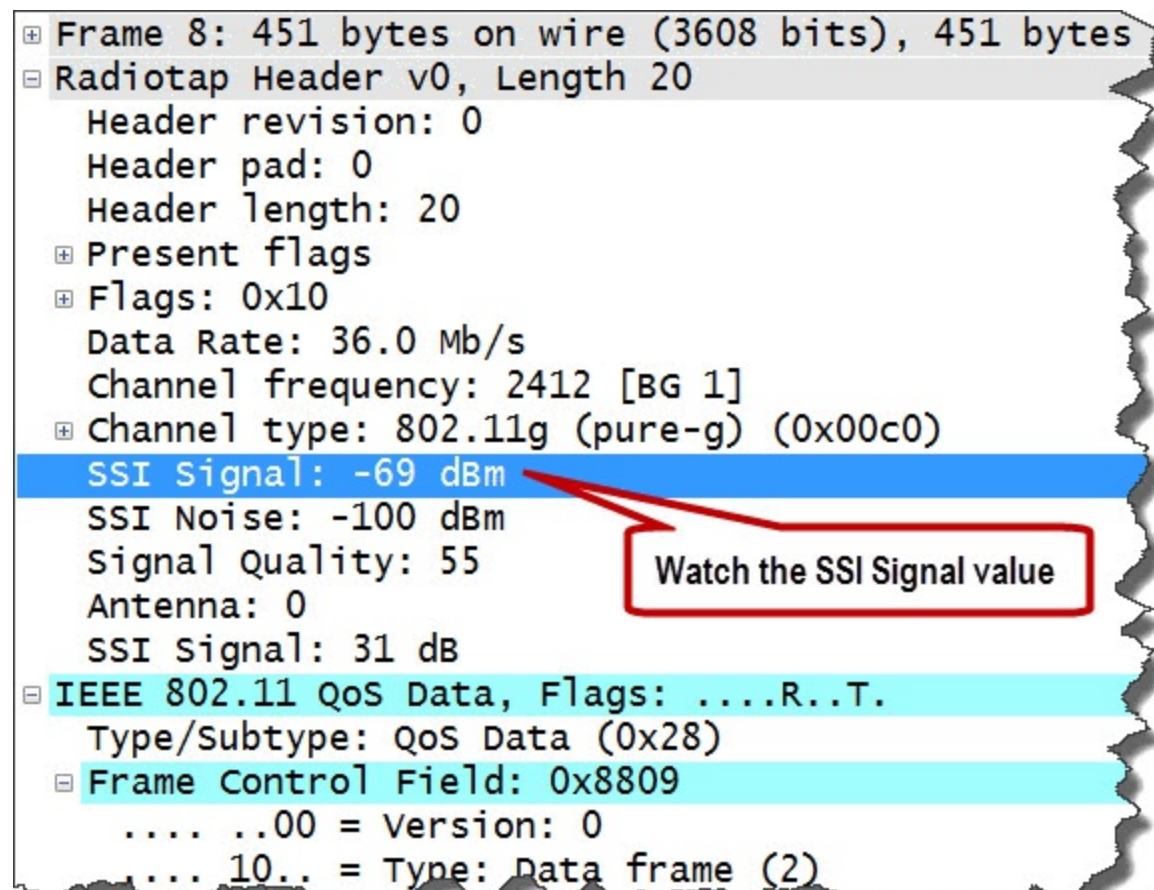 Frame 8: 451 bytes on wire (3608 bits), 451 bytes
Radiotap Header v0, Length 20
Header revision: 0
Header pad: 0
Header length: 20
Present flags
Flags: 0x10
Data Rate: 36.0 Mb/s
Channel frequency: 2412 [BG 1]
Channel type: 802.11g (pure-g) (0x00c0)
SSI Signal: -69 dBm
SSI Noise: -100 dBm
Signal Quality: 55
Watch the SSI Signal value
Antenna: 0
SSI Signal: 31 dB
IEEE 802.11 QoS Data, Flags: ....R..T.
Type/Subtype: QoS Data (0x28)
Frame Control Field: 0x8809
.... ..00 = Version: 0
.... 10.. = Type: Data frame (2)